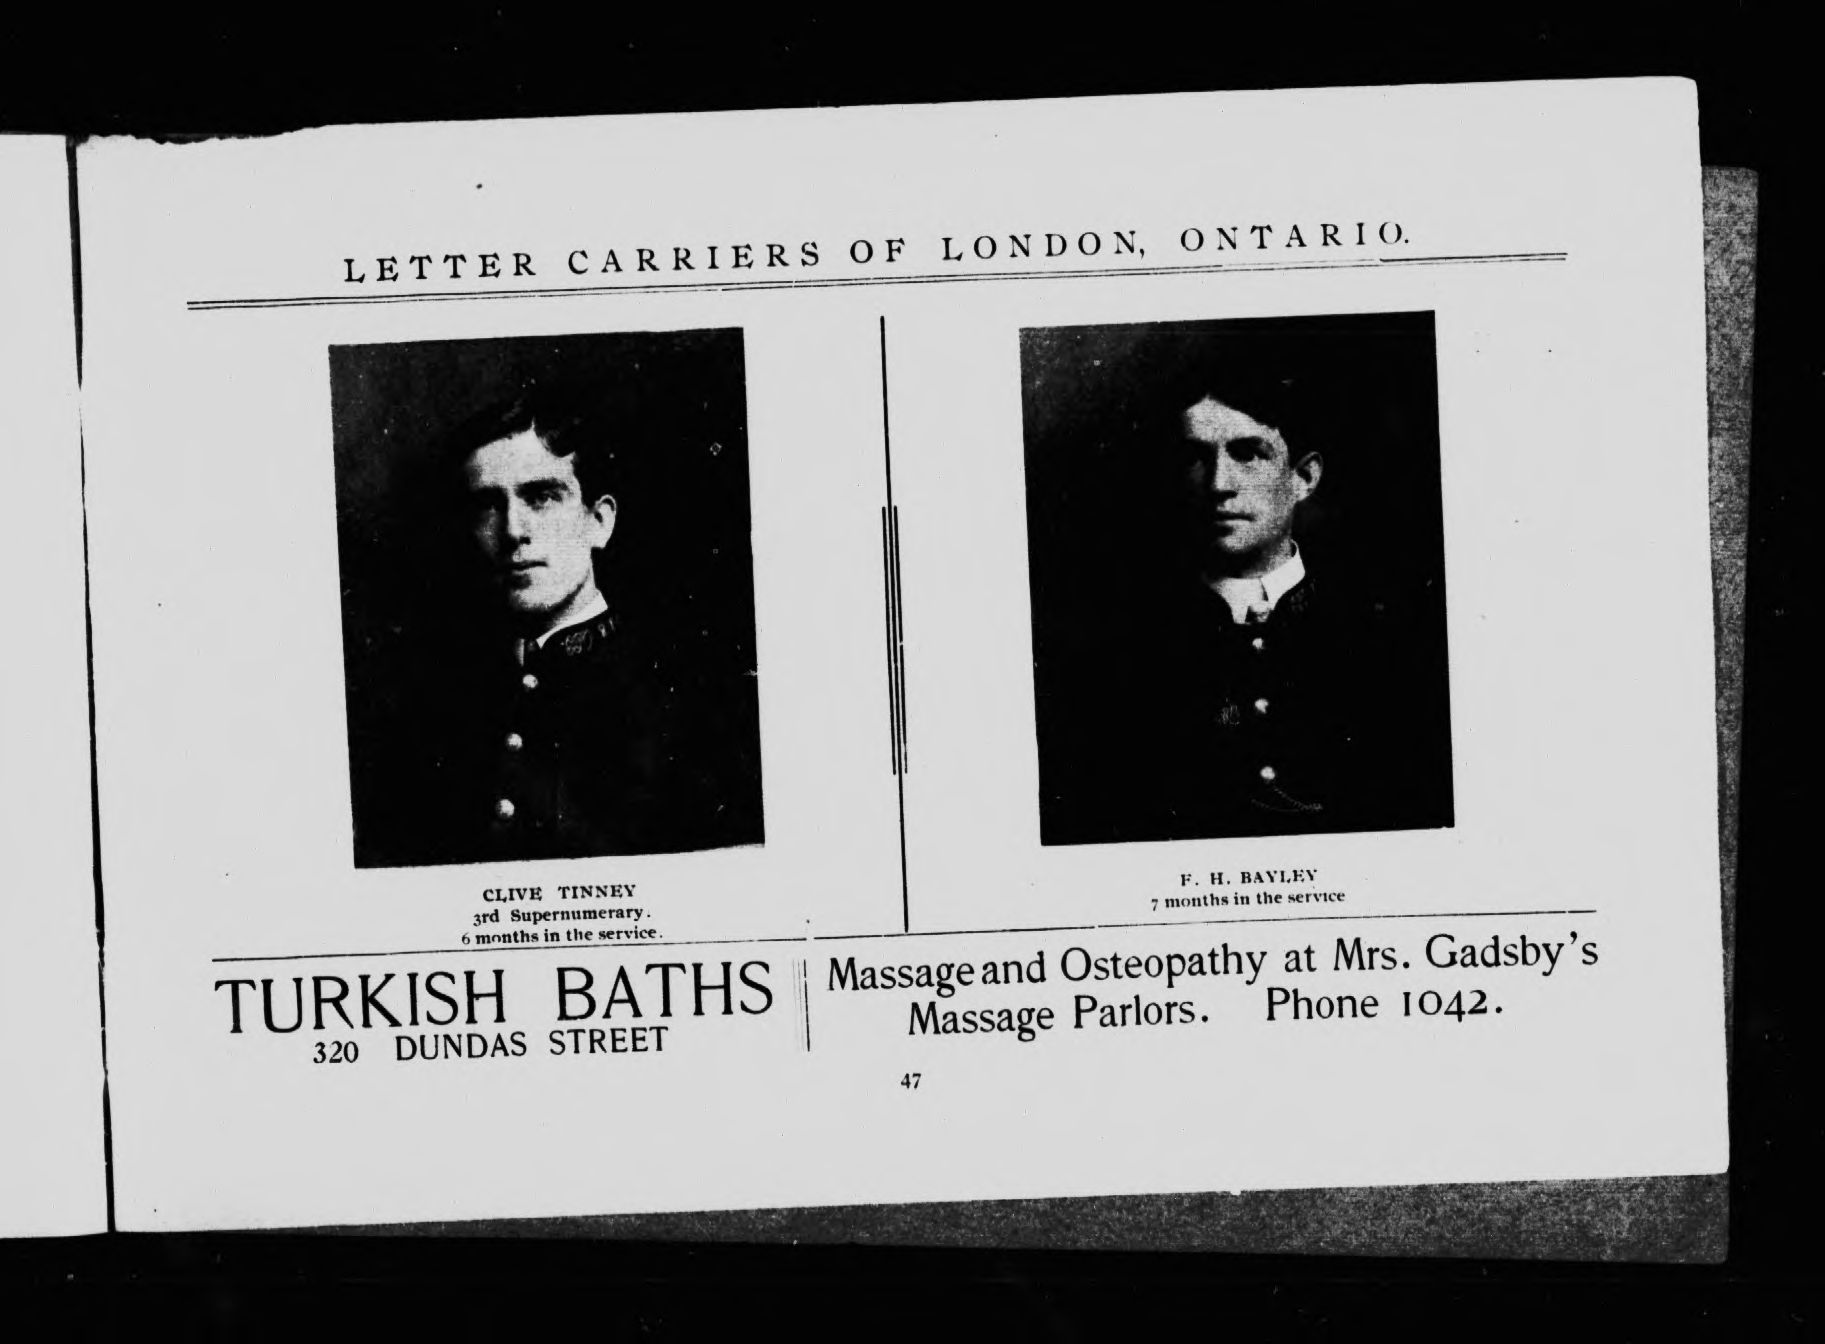 LETTER CARRIERS OF LONDON, ONTARIO.
CLIVE TINNEY
3rd Supernumerary.
6 months in the service.
F. H. BAYLEY
7 months in the service
TURKISH BATHS
320 DUNDAS STREET
Massage and Osteopathy at Mrs. Gadsby's
Massage Parlors. Phone 1042.
47